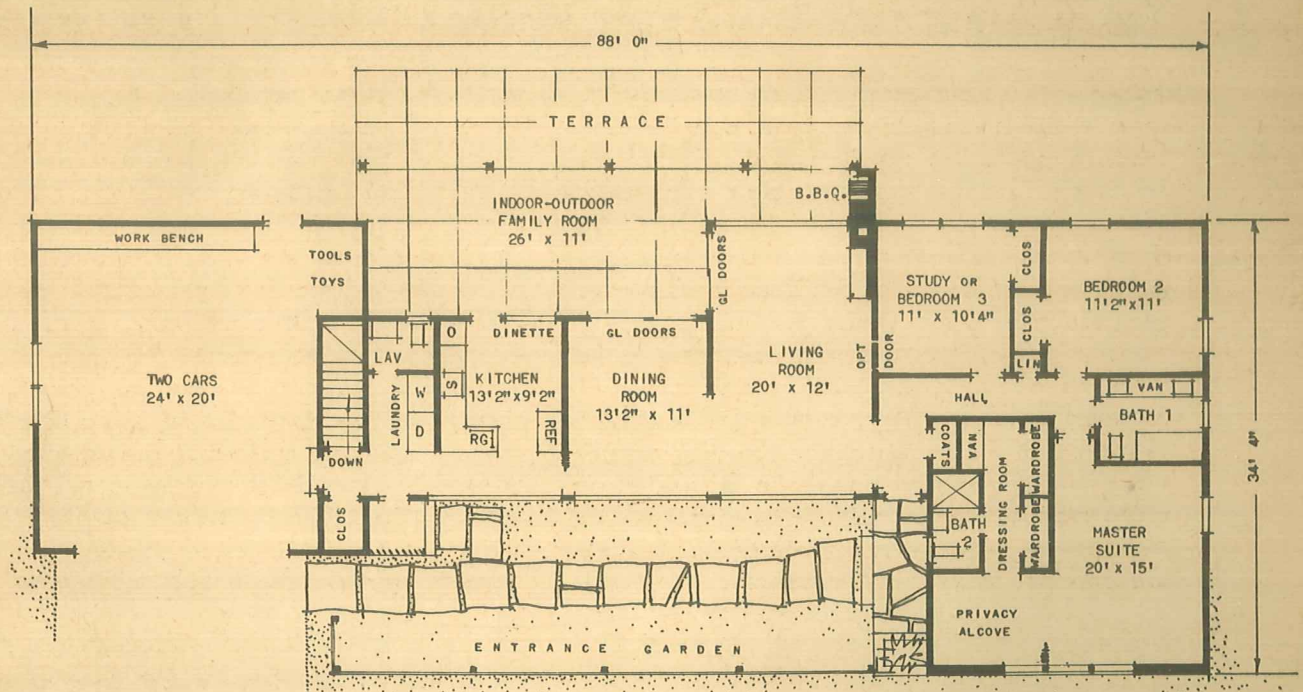 88' 0"
TERRACE
B.B.Q.
INDOOR-OUTDOOR
FAMILY ROOM
26' x 11'
WORK BENCH
TOOLS
TOYS
GL DOORS
CLOS
STUDY OR
BEDROOM 3
11' x 10'4"
BEDROOM 2
11'2"x11'
CLOS
LIN
O
DINETTE
GL DOORS
LAV
S
KITCHEN
13'2"x9'2"
LIVING
ROOM
20' x 12'
OPT
DOOR
TWO CARS
24' x 20'
DINING
ROOM
13'2" x 11'
LAUNDRY
W
D
RG
REF
HALL
VAN
BATH 1
34' 4"
DOWN
COATS
VAN
DRESSING ROOM
WARDROBE
WARDROBE
CLOS
BATH
2
MASTER
SUITE
20' x 15'
PRIVACY
ALCOVE
ENTRANCE GARDEN